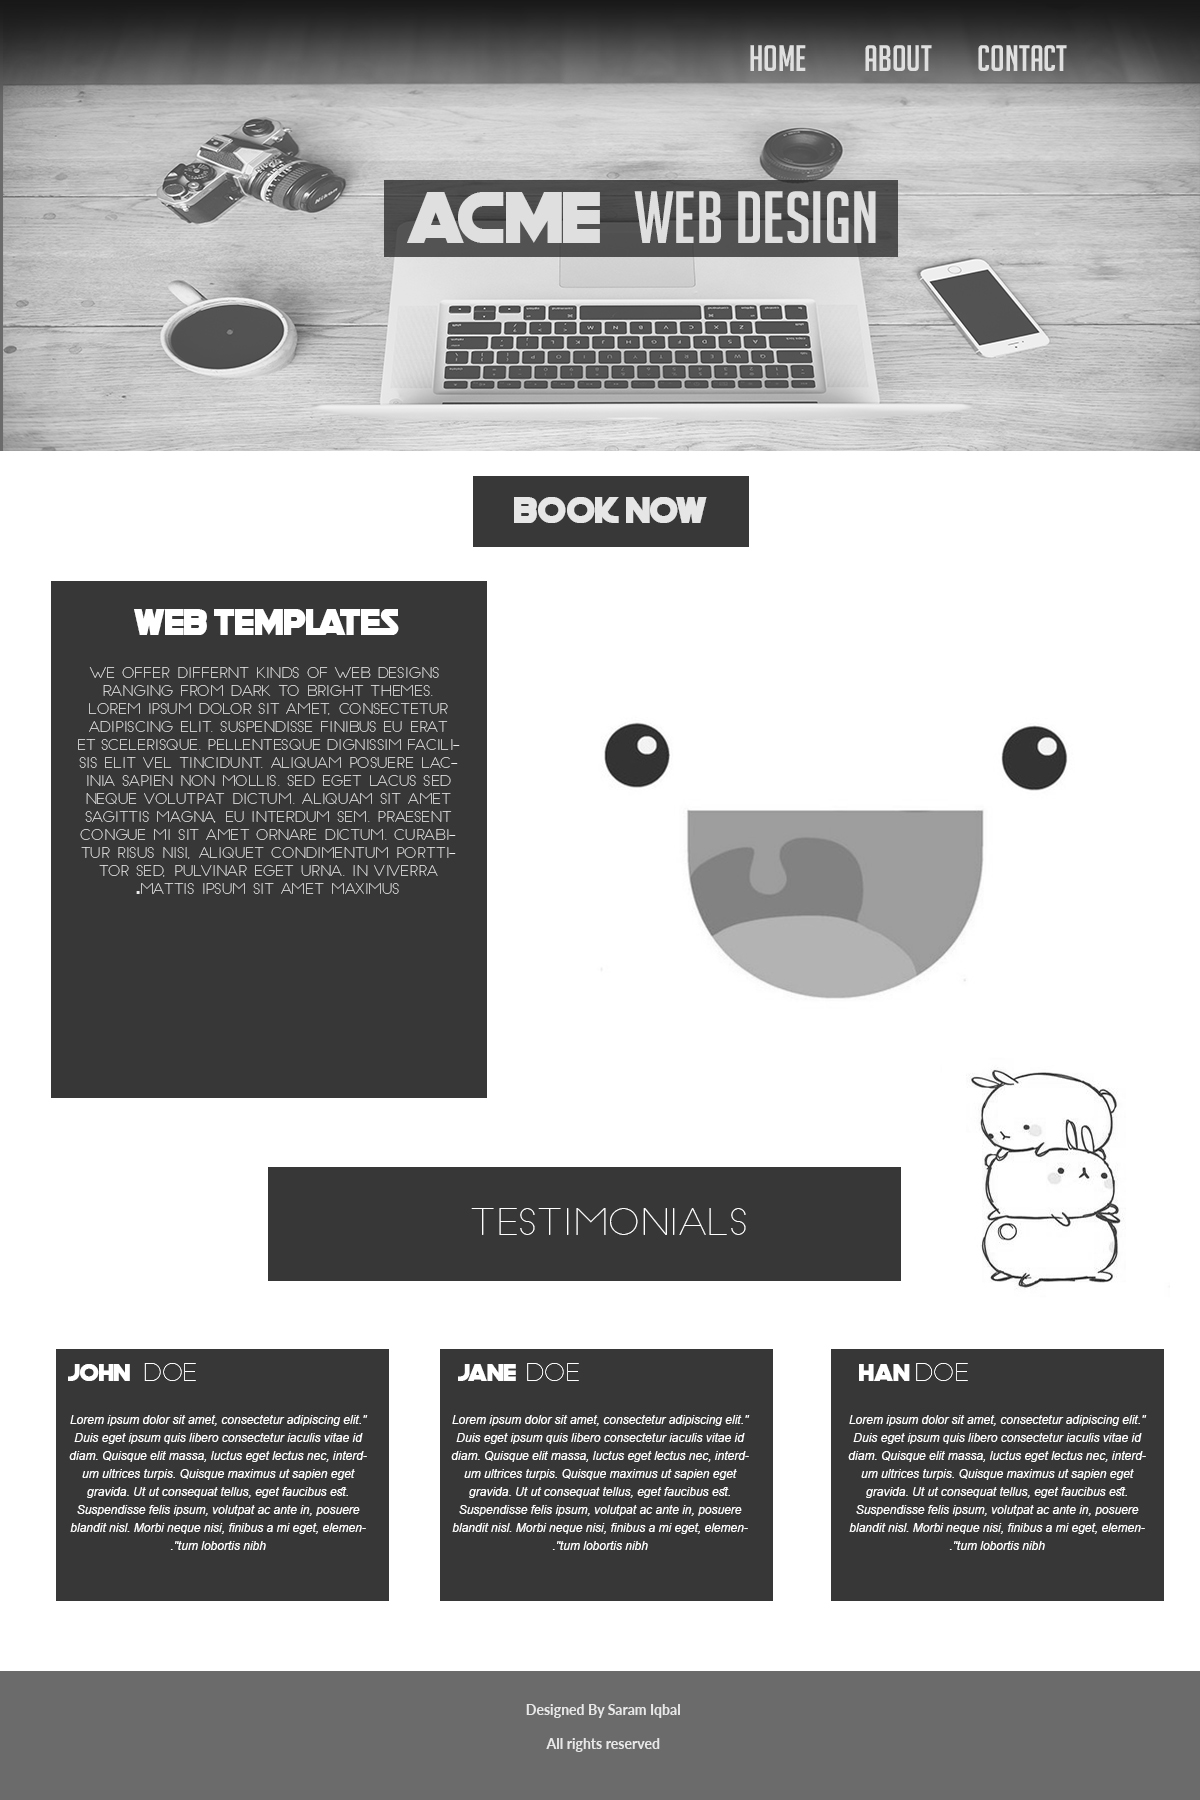 HOME ABOUT CONTACT
ACME WEB DESIGN
BOOK NOW
WEB TEMPLATES
WE OFFER DIFFERNT KINDS OF WEB DESIGNS
RANGING FROM DARK TO BRIGHT THEMES.
LOREM IPSUM DOLOR SIT AMET, CONSECTETUR
ADIPISCING ELIT. SUSPENDISSE FINIBUS EU ERAT
ET SCELERISQUE. PELLENTESQUE DIGNISSIM FACILI-
SIS ELIT VEL TINCIDUNT. ALIQUAM POSUERE LAC-
INIA SAPIEN NON MOLLIS. SED EGET LACUS SED
NEQUE VOLUTPAT DICTUM. ALIQUAM SIT AMET
SAGITTIS MAGNA, EU INTERDUM SEM. PRAESENT
CONGUE MI SIT AMET ORNARE DICTUM. CURABI-
TUR RISUS NISI, ALIQUET CONDIMENTUM PORTTI-
TOR SED, PULVINAR EGET URNA. IN VIVERRA
.MATTIS IPSUM SIT AMET MAXIMUS
TESTIMONIALS
JOHN DOE
Lorem ipsum dolor sit amet, consectetur adipiscing elit."
Duis eget ipsum quis libero consectetur iaculis vitae id
diam. Quisque elit massa, luctus eget lectus nec, interd-
um ultrices turpis. Quisque maximus ut sapien eget
gravida. Ut ut consequat tellus, eget faucibus est.
Suspendisse felis ipsum, volutpat ac ante in, posuere
blandit nisl. Morbi neque nisi, finibus a mi eget, elemen-
."tum lobortis nibh
JANE DOE
Lorem ipsum dolor sit amet, consectetur adipiscing elit."
Duis eget ipsum quis libero consectetur iaculis vitae id
diam. Quisque elit massa, luctus eget lectus nec, interd-
um ultrices turpis. Quisque maximus ut sapien eget
gravida. Ut ut consequat tellus, eget faucibus est.
Suspendisse felis ipsum, volutpat ac ante in, posuere
blandit nisl. Morbi neque nisi, finibus a mi eget, elemen-
."tum lobortis nibh
HAN DOE
Lorem ipsum dolor sit amet, consectetur adipiscing elit."
Duis eget ipsum quis libero consectetur iaculis vitae id
diam. Quisque elit massa, luctus eget lectus nec, interd-
um ultrices turpis. Quisque maximus ut sapien eget
gravida. Ut ut consequat tellus, eget faucibus est.
Suspendisse felis ipsum, volutpat ac ante in, posuere
blandit nisl. Morbi neque nisi, finibus a mi eget, elemen-
."tum lobortis nibh
Designed By Saram Iqbal
All rights reserved